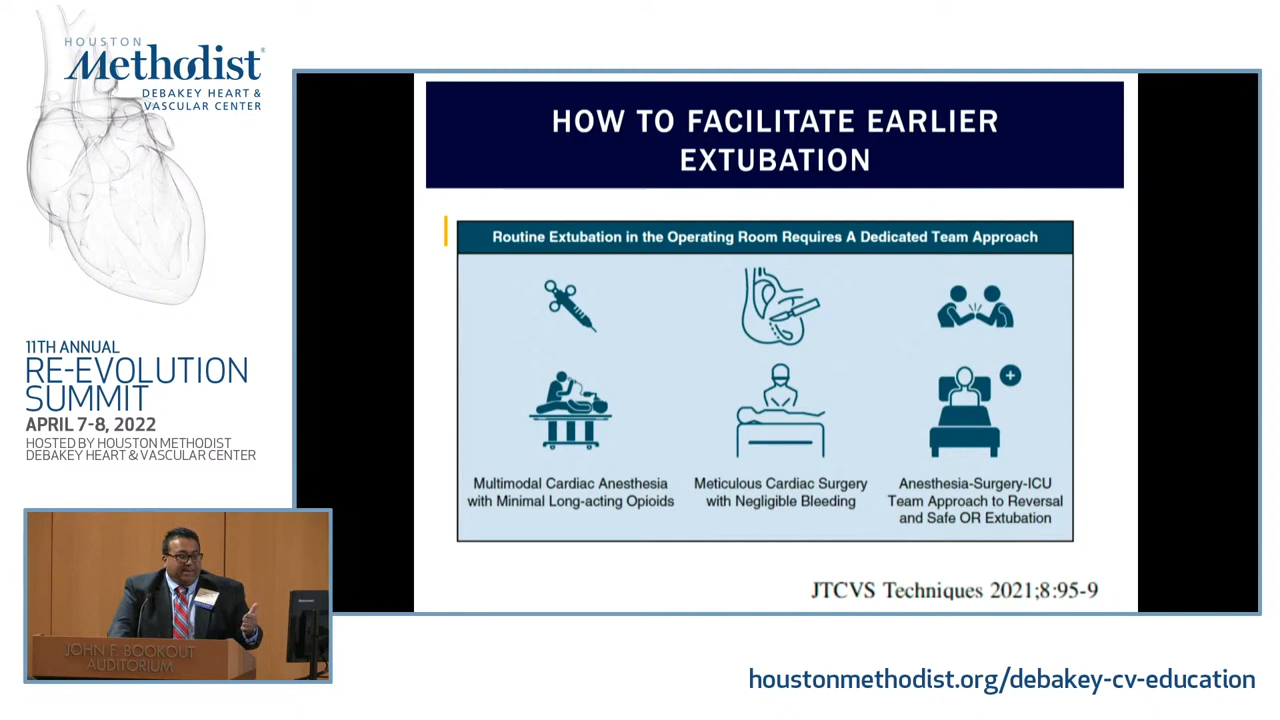 HOUSTON
Methodist®
DEBAKEY HEART &
VASCULAR CENTER
11TH ANNUAL
RE-EVOLUTION
SUMMIT
APRIL 7-8, 2022
HOSTED BY HOUSTON METHODIST
DEBAKEY HEART & VASCULAR CENTER
HOW TO FACILITATE EARLIER
EXTUBATION
Routine Extubation in the Operating Room Requires A Dedicated Team Approach
Multimodal Cardiac Anesthesia
with Minimal Long-acting Opioids
Meticulous Cardiac Surgery
with Negligible Bleeding
Anesthesia-Surgery-ICU
Team Approach to Reversal
and Safe OR Extubation
JTCVS Techniques 2021;8:95-9
JOHN F. BOOKOUT
AUDITORIUM
houstonmethodist.org/debakey-cv-education